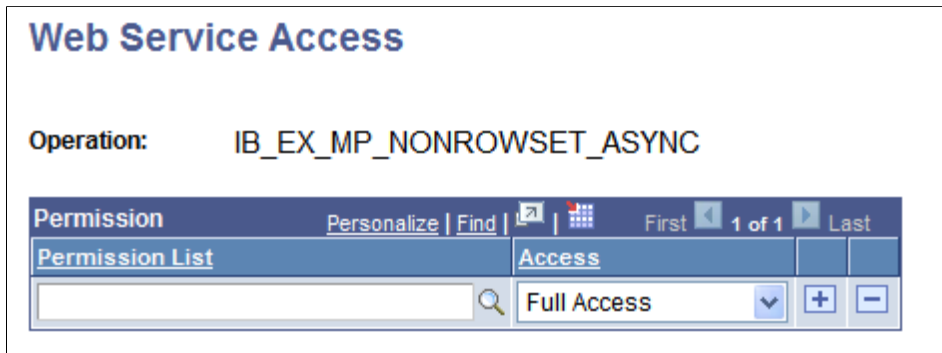 Web Service Access
Operation: IB_EX_MP_NONROWSET_ASYNC
Permission Personalize | Find | | First 1 of 1 Last
Permission List Access
Full Access